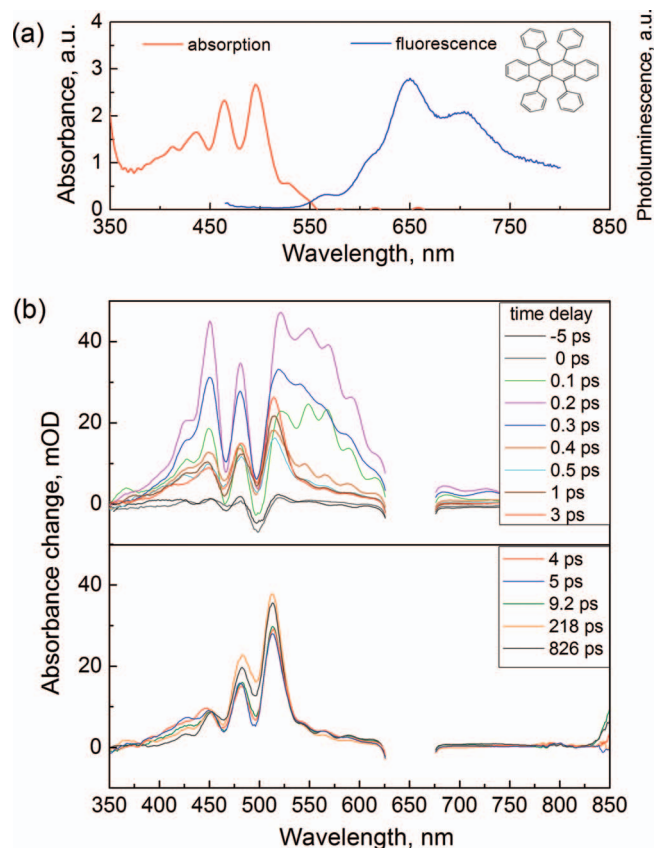 (a)
absorption
fluorescence
Absorbance, a.u.
5
4
3
2
1
0
350
450
550
650
750
850
Wavelength, nm
Photoluminescence, a.u.
(b)
Absorbance change, mOD
40
20
0
time delay
-5 ps
0 ps
0.1 ps
0.2 ps
0.3 ps
0.4 ps
0.5 ps
1 ps
3 ps
40
20
0
4 ps
5 ps
9.2 ps
218 ps
826 ps
350 400 450 500 550 600 650 700 750 800 850
Wavelength, nm